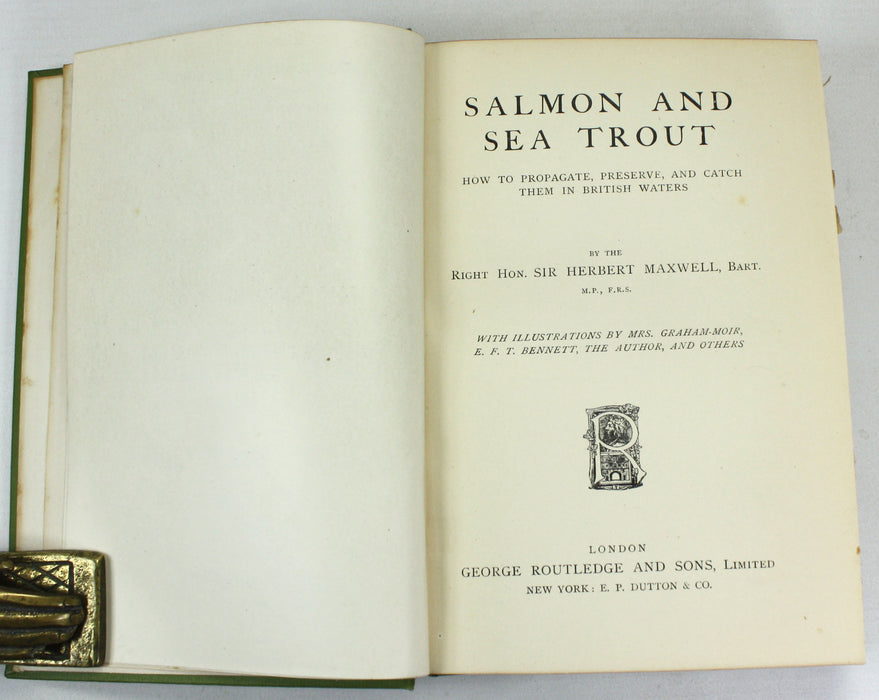 SALMON AND
SEA TROUT
HOW TO PROPAGATE, PRESERVE, AND CATCH
THEM IN BRITISH WATERS
BY THE
RIGHT HON. SIR HERBERT MAXWELL, BART.
M.P., F.R.S.
WITH ILLUSTRATIONS BY MRS. GRAHAM-MOIR,
E. F. T. BENNETT, THE AUTHOR, AND OTHERS
R
LONDON
GEORGE ROUTLEDGE AND SONS, LIMITED
NEW YORK: E. P. DUTTON & CO.